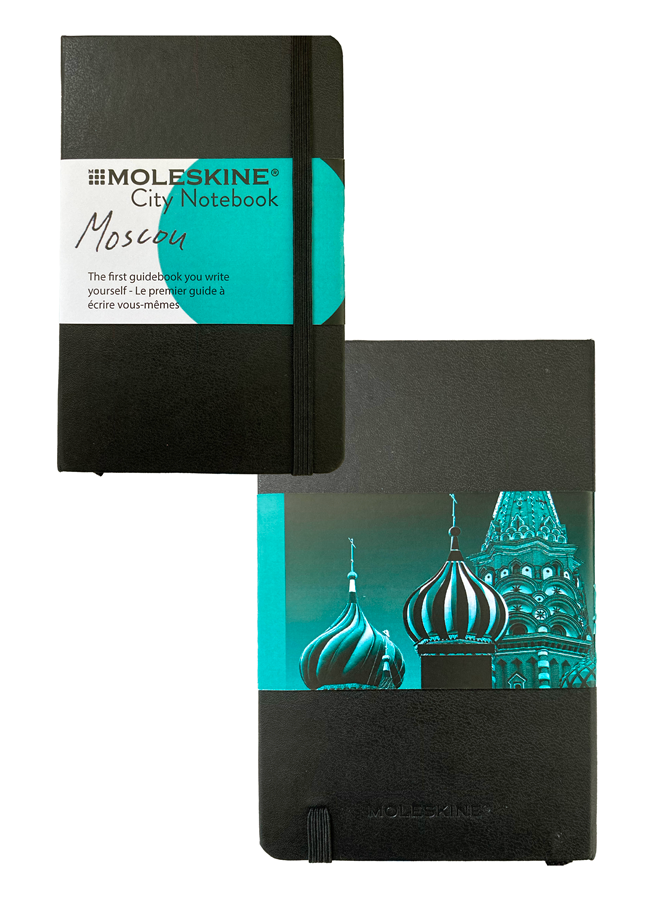 MOLESKINE®
City Notebook
Moscou
The first guidebook you write
yourself - Le premier guide à
écrire vous-mêmes
MOLESKINE®